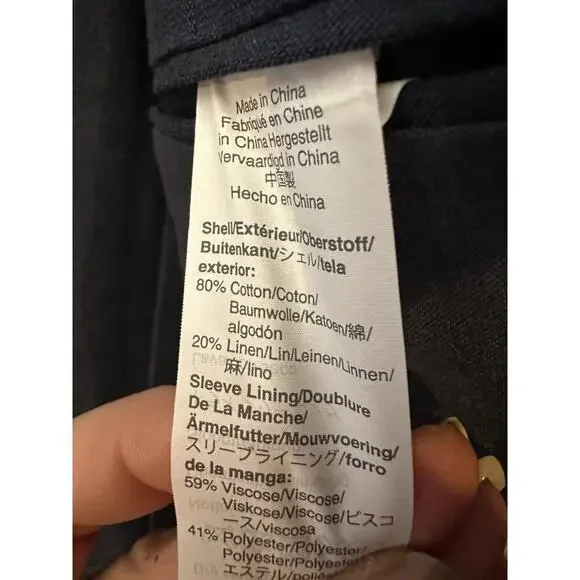 Made in China
Fabriqué en Chine
in China Hergestellt
Vervaardigd in China
中国製
Hecho en China
Shell/Extérieur/Oberstoff/
Buitenkant/シェル/tela
exterior:
80% Cotton/Coton/
Baumwolle/Katoen/綿/
algodón
20% Linen/Lin/Leinen/Linnen/
麻/lino
Sleeve Lining/Doublure
De La Manche/
Ärmelfutter/Mouwvoering/
スリーブライニング/forro
de la manga:
59% Viscose/Viscose/
Viskose/Viscose/ビスコ
ース/viscosa
41% Polyester/Polyester/
Polyester/Polyester/
エステル/